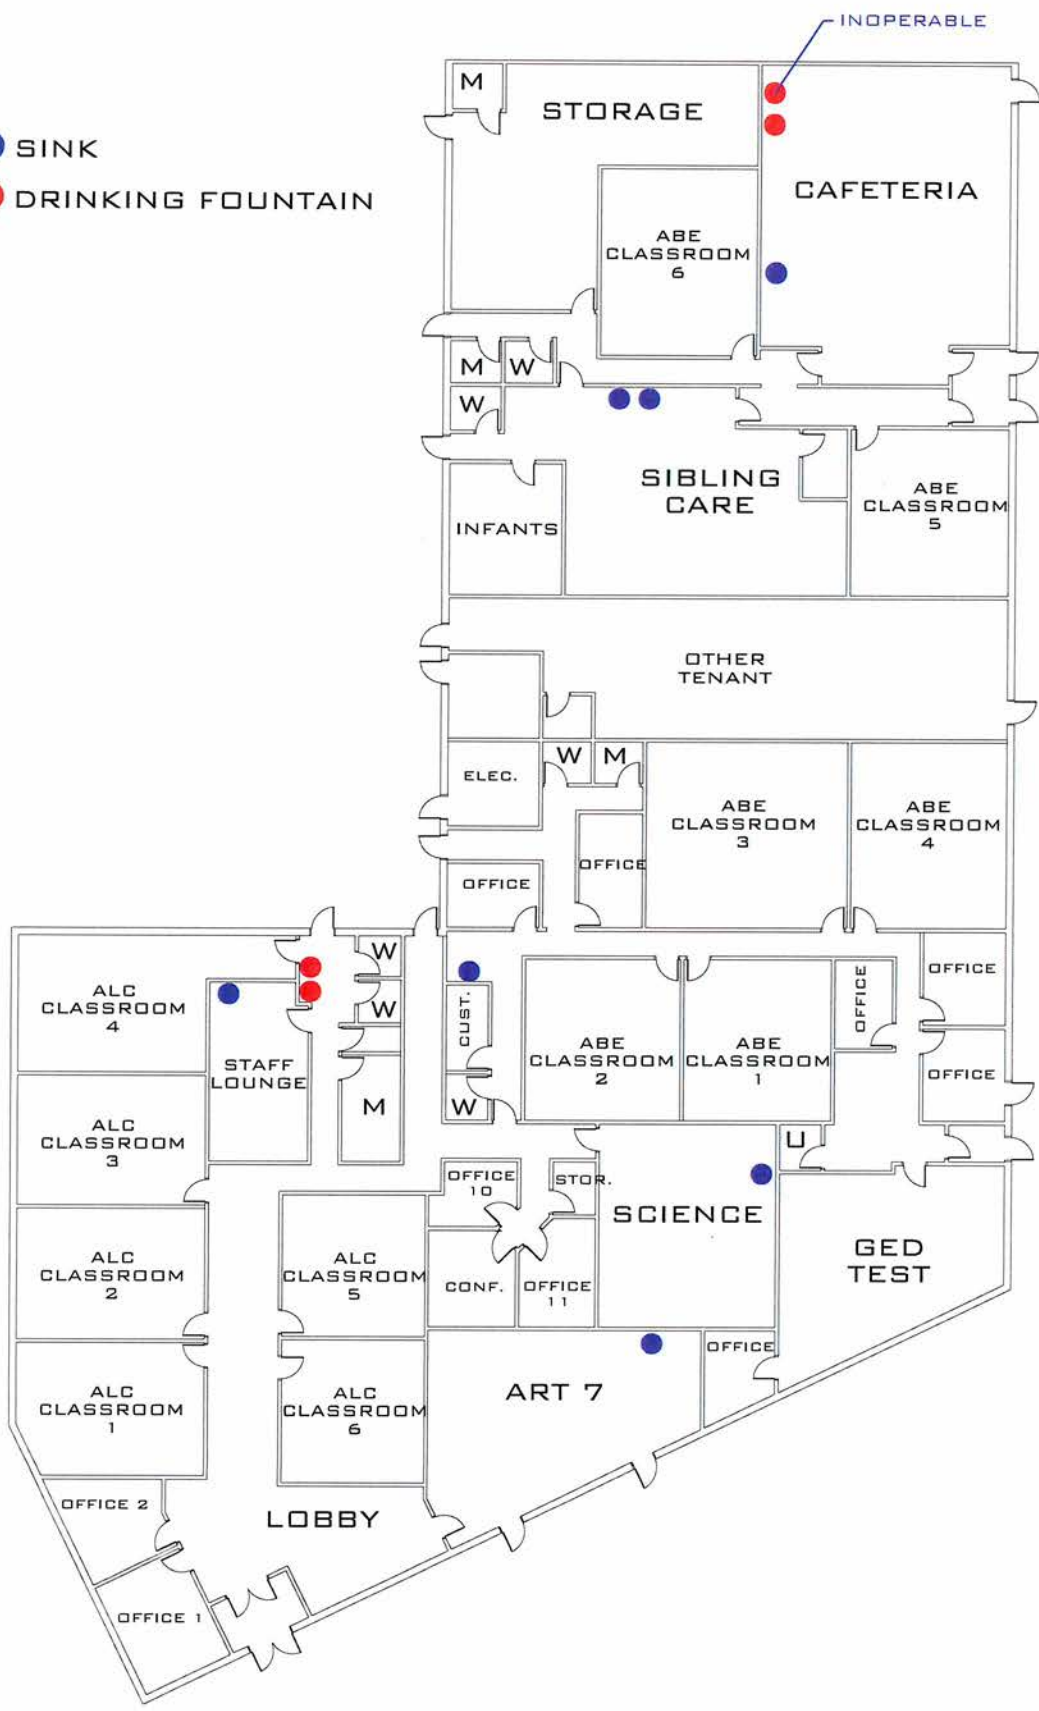 INOPERABLE
SINK
DRINKING FOUNTAIN
M
STORAGE
CAFETERIA
ABE
CLASSROOM
6
M
W
W
SIBLING
CARE
ABE
CLASSROOM
5
INFANTS
OTHER
TENANT
W
M
ELEC.
ABE
CLASSROOM
3
ABE
CLASSROOM
4
OFFICE
OFFICE
W
ALC
CLASSROOM
4
W
STAFF
LOUNGE
M
CUST.
W
ABE
CLASSROOM
2
ABE
CLASSROOM
1
OFFICE
OFFICE
OFFICE
ALC
CLASSROOM
3
U
OFFICE
10
STOR.
SCIENCE
GED
TEST
ALC
CLASSROOM
2
ALC
CLASSROOM
5
CONF.
OFFICE
11
OFFICE
ALC
CLASSROOM
1
ALC
CLASSROOM
6
ART 7
OFFICE 2
LOBBY
OFFICE 1